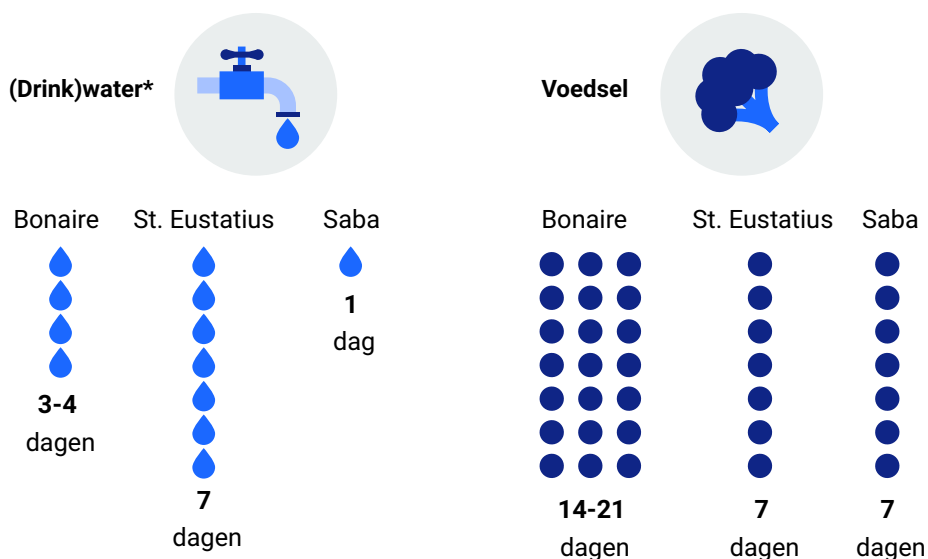 (Drink)water*
Voedsel
Bonaire
St. Eustatius
Saba
3-4
dagen
7
dagen
1
dag
Bonaire
St. Eustatius
Saba
14-21
dagen
7
dagen
7
dagen